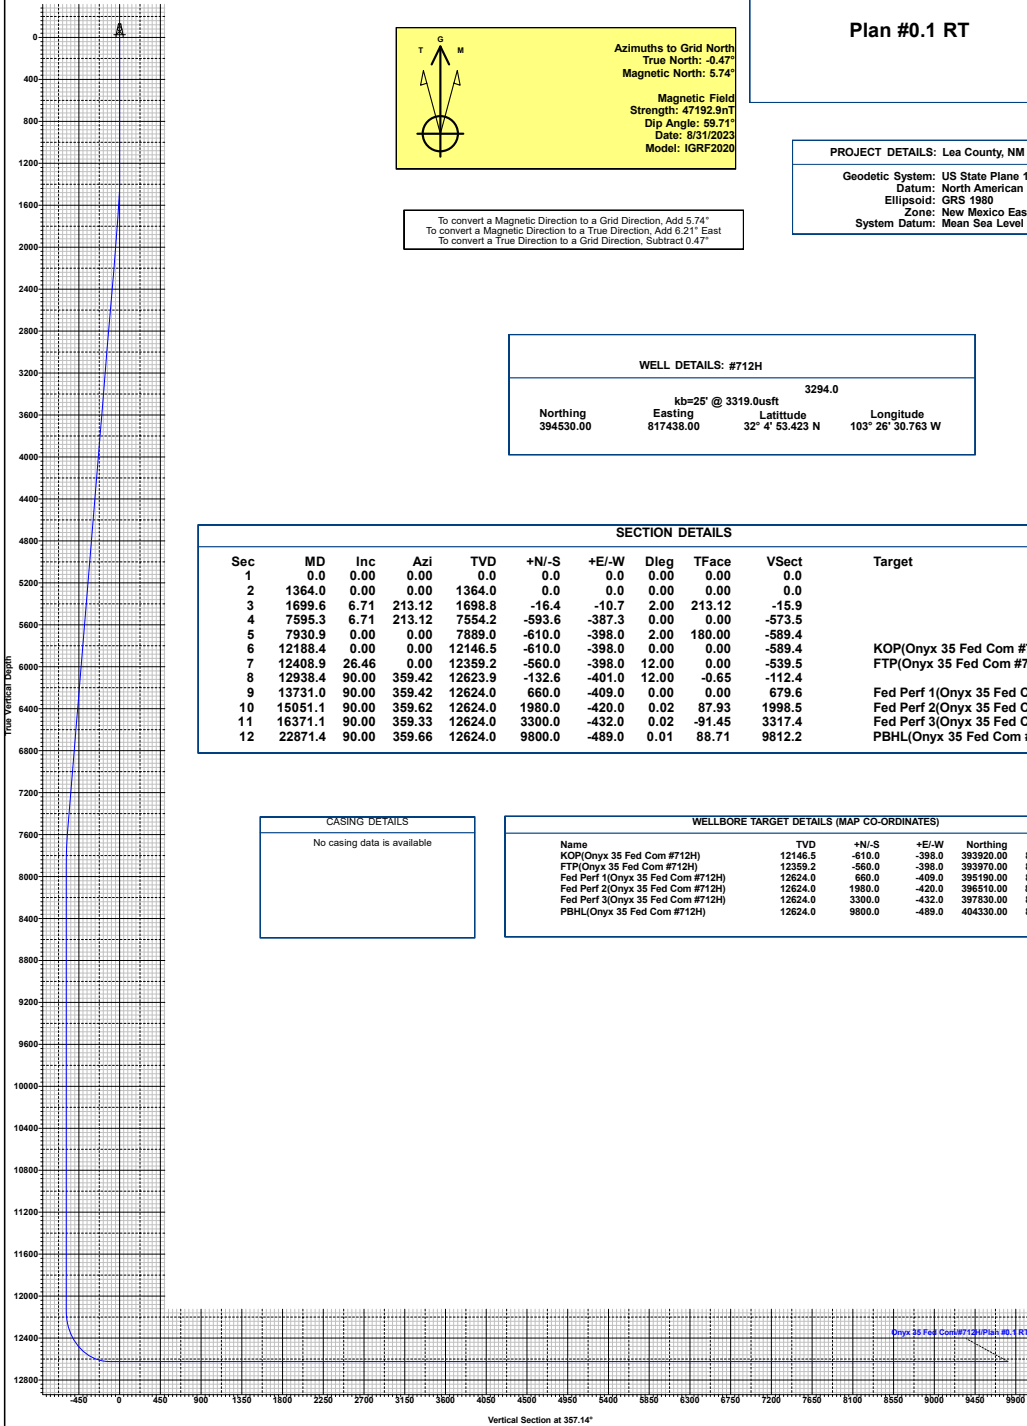 Plan #0.1 RT
G
T M
Azimuths to Grid North
True North: -0.47°
Magnetic North: 5.74°
Magnetic Field
Strength: 47192.9nT
Dip Angle: 59.71°
Date: 8/31/2023
Model: IGRF2020
PROJECT DETAILS: Lea County, NM
Geodetic System: US State Plane 1
Datum: North American
Ellipsoid: GRS 1980
Zone: New Mexico Eas
System Datum: Mean Sea Level
To convert a Magnetic Direction to a Grid Direction, Add 5.74°
To convert a Magnetic Direction to a True Direction, Add 6.21° East
To convert a True Direction to a Grid Direction, Subtract 0.47°
WELL DETAILS: #712H
3294.0
kb=25' @ 3319.0usft
Northing Easting Latittude Longitude
394530.00 817438.00 32° 4' 53.423 N 103° 26' 30.763 W
SECTION DETAILS
Sec MD Inc Azi TVD +N/-S +E/-W Dleg TFace VSect Target
1 0.0 0.00 0.00 0.0 0.0 0.0 0.00 0.00 0.0
2 1364.0 0.00 0.00 1364.0 0.0 0.0 0.00 0.00 0.0
3 1699.6 6.71 213.12 1698.8 -16.4 -10.7 2.00 213.12 -15.9
4 7595.3 6.71 213.12 7554.2 -593.6 -387.3 0.00 0.00 -573.5
5 7930.9 0.00 0.00 7889.0 -610.0 -398.0 2.00 180.00 -589.4
6 12188.4 0.00 0.00 12146.5 -610.0 -398.0 0.00 0.00 -589.4 KOP(Onyx 35 Fed Com #7
7 12408.9 26.46 0.00 12359.2 -560.0 -398.0 12.00 0.00 -539.5 FTP(Onyx 35 Fed Com #7
8 12938.4 90.00 359.42 12623.9 -132.6 -401.0 12.00 -0.65 -112.4
9 13731.0 90.00 359.42 12624.0 660.0 -409.0 0.00 0.00 679.6 Fed Perf 1(Onyx 35 Fed C
10 15051.1 90.00 359.62 12624.0 1980.0 -420.0 0.02 87.93 1998.5 Fed Perf 2(Onyx 35 Fed C
11 16371.1 90.00 359.33 12624.0 3300.0 -432.0 0.02 -91.45 3317.4 Fed Perf 3(Onyx 35 Fed C
12 22871.4 90.00 359.66 12624.0 9800.0 -489.0 0.01 88.71 9812.2 PBHL(Onyx 35 Fed Com #
CASING DETAILS
No casing data is available
WELLBORE TARGET DETAILS (MAP CO-ORDINATES)
Name TVD +N/-S +E/-W Northing
KOP(Onyx 35 Fed Com #712H) 12146.5 -610.0 -398.0 393920.00 8
FTP(Onyx 35 Fed Com #712H) 12359.2 -560.0 -398.0 393970.00 8
Fed Perf 1(Onyx 35 Fed Com #712H) 12624.0 660.0 -409.0 395190.00 8
Fed Perf 2(Onyx 35 Fed Com #712H) 12624.0 1980.0 -420.0 396510.00 8
Fed Perf 3(Onyx 35 Fed Com #712H) 12624.0 3300.0 -432.0 397830.00 8
PBHL(Onyx 35 Fed Com #712H) 12624.0 9800.0 -489.0 404330.00 8
True Vertical Depth
0
400
800
1200
1600
2000
2400
2800
3200
3600
4000
4400
4800
5200
5600
6000
6400
6800
7200
7600
8000
8400
8800
9200
9600
10000
10400
10800
11200
11600
12000
12400
12800
Onyx 35 Fed Com/#712H/Plan #0.1 RT
-450 0 450 900 1350 1800 2250 2700 3150 3600 4050 4500 4950 5400 5850 6300 6750 7200 7650 8100 8550 9000 9450 9900
Vertical Section at 357.14°